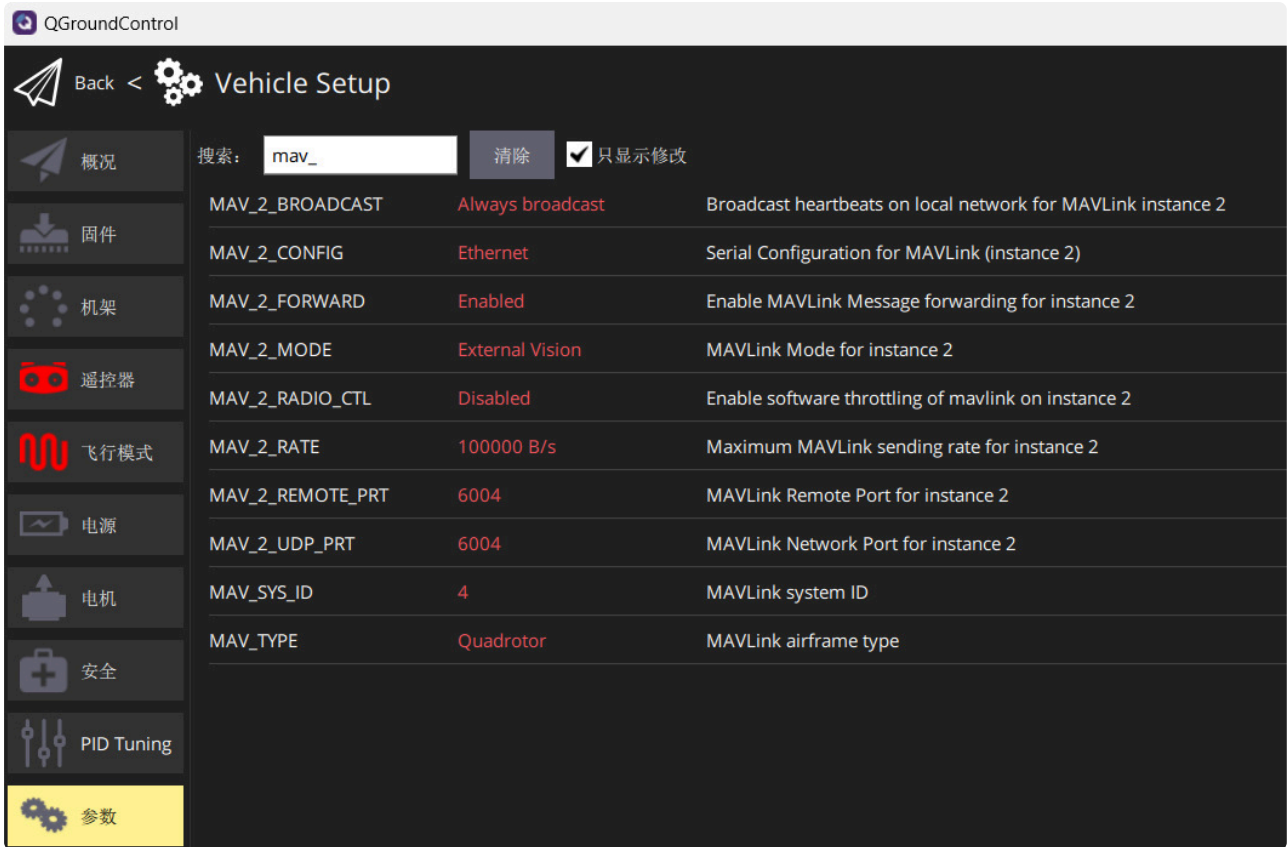 QGroundControl
Back < Vehicle Setup
概况
固件
机架
遥控器
飞行模式
电源
电机
安全
PID Tuning
参数
搜索： mav_ 清除 只显示修改
MAV_2_BROADCAST Always broadcast Broadcast heartbeats on local network for MAVLink instance 2
MAV_2_CONFIG Ethernet Serial Configuration for MAVLink (instance 2)
MAV_2_FORWARD Enabled Enable MAVLink Message forwarding for instance 2
MAV_2_MODE External Vision MAVLink Mode for instance 2
MAV_2_RADIO_CTL Disabled Enable software throttling of mavlink on instance 2
MAV_2_RATE 100000 B/s Maximum MAVLink sending rate for instance 2
MAV_2_REMOTE_PRT 6004 MAVLink Remote Port for instance 2
MAV_2_UDP_PRT 6004 MAVLink Network Port for instance 2
MAV_SYS_ID 4 MAVLink system ID
MAV_TYPE Quadrotor MAVLink airframe type